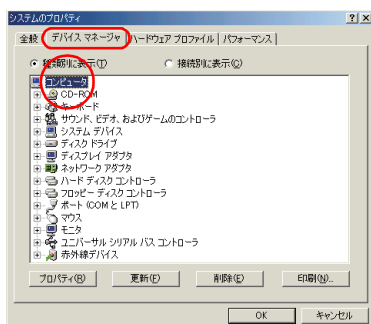 システムのプロパティ
全般 デバイス マネージャ ハードウェア プロファイル パフォーマンス
種類別に表示(T) 接続別に表示(C)
コンピュータ
CD-ROM
キーボード
サウンド、ビデオ、およびゲームのコントローラ
システム デバイス
ディスク ドライブ
ディスプレイ アダプタ
ネットワーク アダプタ
ハード ディスク コントローラ
フロッピー ディスク コントローラ
ポート (COM と LPT)
マウス
モニタ
ユニバーサル シリアル バス コントローラ
赤外線デバイス
プロパティ(R) 更新(F) 削除(E) 印刷(N)...
OK キャンセル